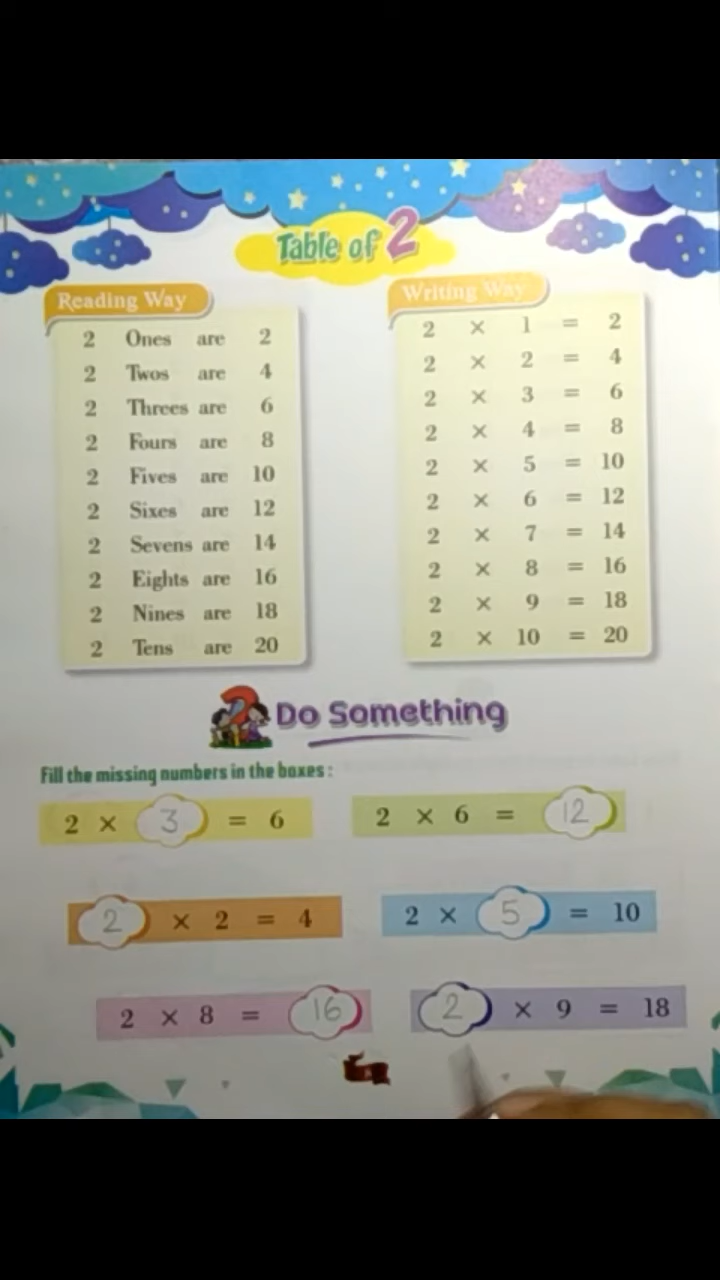 Table of 2
Reading Way
2 Ones are 2
2 Twos are 4
2 Threes are 6
2 Fours are 8
2 Fives are 10
2 Sixes are 12
2 Sevens are 14
2 Eights are 16
2 Nines are 18
2 Tens are 20
Writing Way
2 × 1 = 2
2 × 2 = 4
2 × 3 = 6
2 × 4 = 8
2 × 5 = 10
2 × 6 = 12
2 × 7 = 14
2 × 8 = 16
2 × 9 = 18
2 × 10 = 20
Do Something
Fill the missing numbers in the boxes :
2 × 3 = 6
2 × 6 = 12
2 × 2 = 4
2 × 5 = 10
2 × 8 = 16
2 × 9 = 18